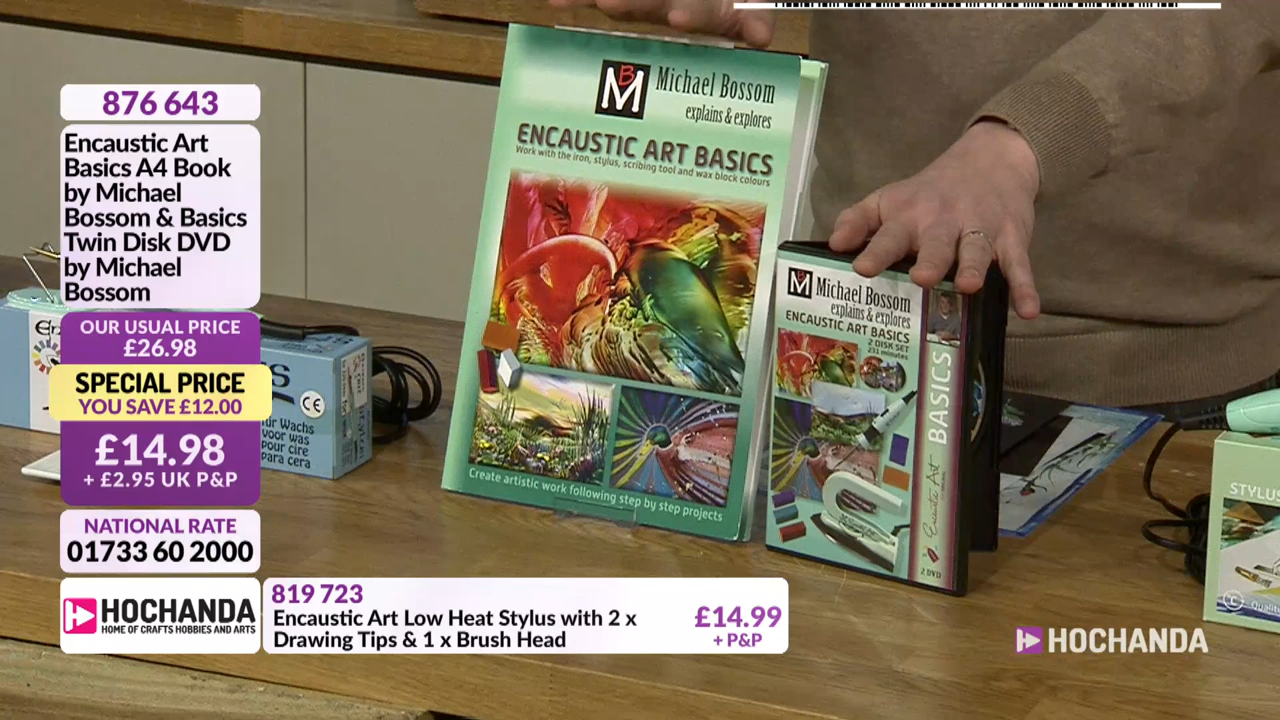 876 643
Encaustic Art
Basics A4 Book
by Michael
Bossom & Basics
Twin Disk DVD
by Michael
Bossom
OUR USUAL PRICE
£26.98
SPECIAL PRICE
YOU SAVE £12.00
£14.98
+ £2.95 UK P&P
NATIONAL RATE
01733 60 2000
HOCHANDA
HOME OF CRAFTS HOBBIES AND ARTS
819 723
Encaustic Art Low Heat Stylus with 2 x
Drawing Tips & 1 x Brush Head
£14.99
+ P&P
BM
Michael Bossom
explains & explores
ENCAUSTIC ART BASICS
Work with the iron, stylus, scribing tool and wax block colours
Create artistic work following step by step projects
BM
Michael Bossom
explains & explores
ENCAUSTIC ART BASICS
2 DISK SET
231 minutes
BASICS
Encaustic Art
2 DVD
S
CE
für Wachs
voor was
pour cire
para cera
STYLUS
HOCHANDA